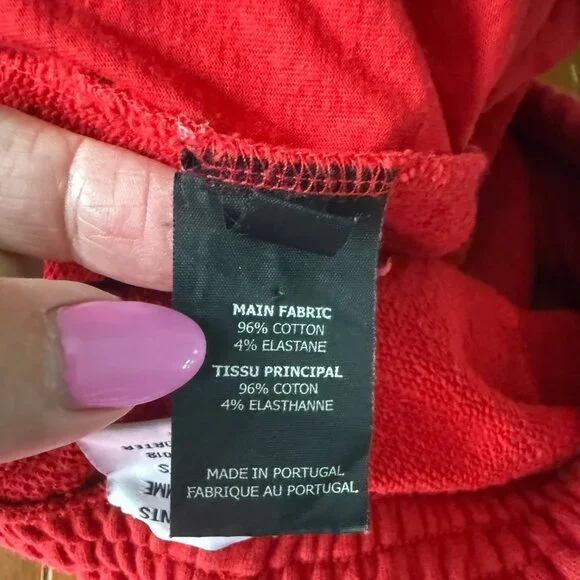 MAIN FABRIC
96% COTTON
4% ELASTANE
TISSU PRINCIPAL
96% COTON
4% ELASTHANNE
MADE IN PORTUGAL
FABRIQUE AU PORTUGAL